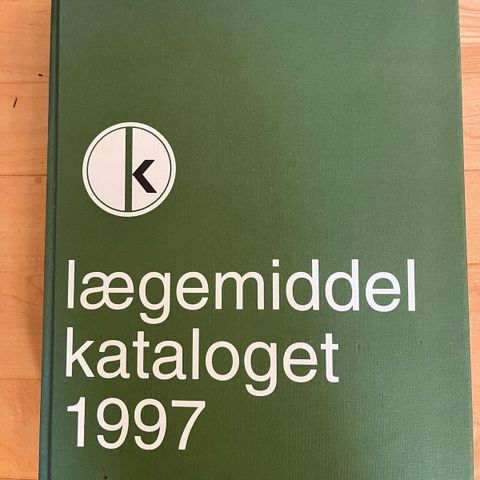 k
lægemiddel
kataloget
1997